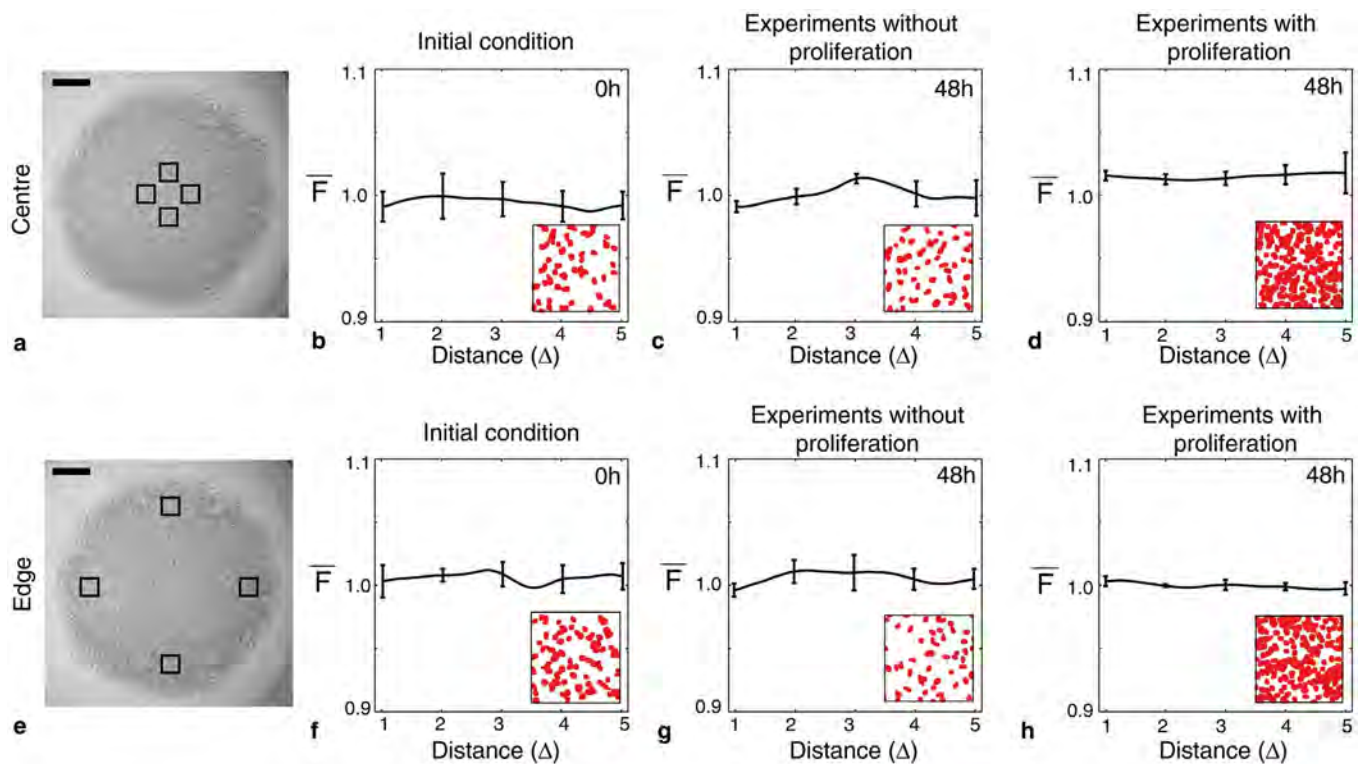 Initial condition
Experiments without
proliferation
Experiments with
proliferation
Centre
a
1.1
1.0
0.9
F
0h
1 2 3 4 5
Distance (Δ)
b
1.1
1.0
0.9
F
48h
1 2 3 4 5
Distance (Δ)
c
1.1
1.0
0.9
F
48h
1 2 3 4 5
Distance (Δ)
d
Initial condition
Experiments without
proliferation
Experiments with
proliferation
Edge
e
1.1
1.0
0.9
F
0h
1 2 3 4 5
Distance (Δ)
f
1.1
1.0
0.9
F
48h
1 2 3 4 5
Distance (Δ)
g
1.1
1.0
0.9
F
48h
1 2 3 4 5
Distance (Δ)
h